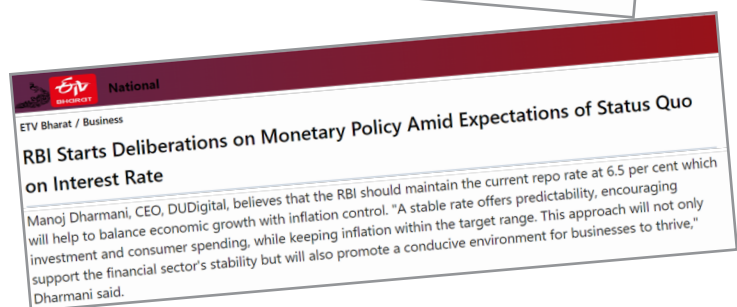 ETV
BHARAT
National
ETV Bharat / Business
RBI Starts Deliberations on Monetary Policy Amid Expectations of Status Quo
on Interest Rate
Manoj Dharmani, CEO, DUDigital, believes that the RBI should maintain the current repo rate at 6.5 per cent which
will help to balance economic growth with inflation control. "A stable rate offers predictability, encouraging
investment and consumer spending, while keeping inflation within the target range. This approach will not only
support the financial sector's stability but will also promote a conducive environment for businesses to thrive,"
Dharmani said.